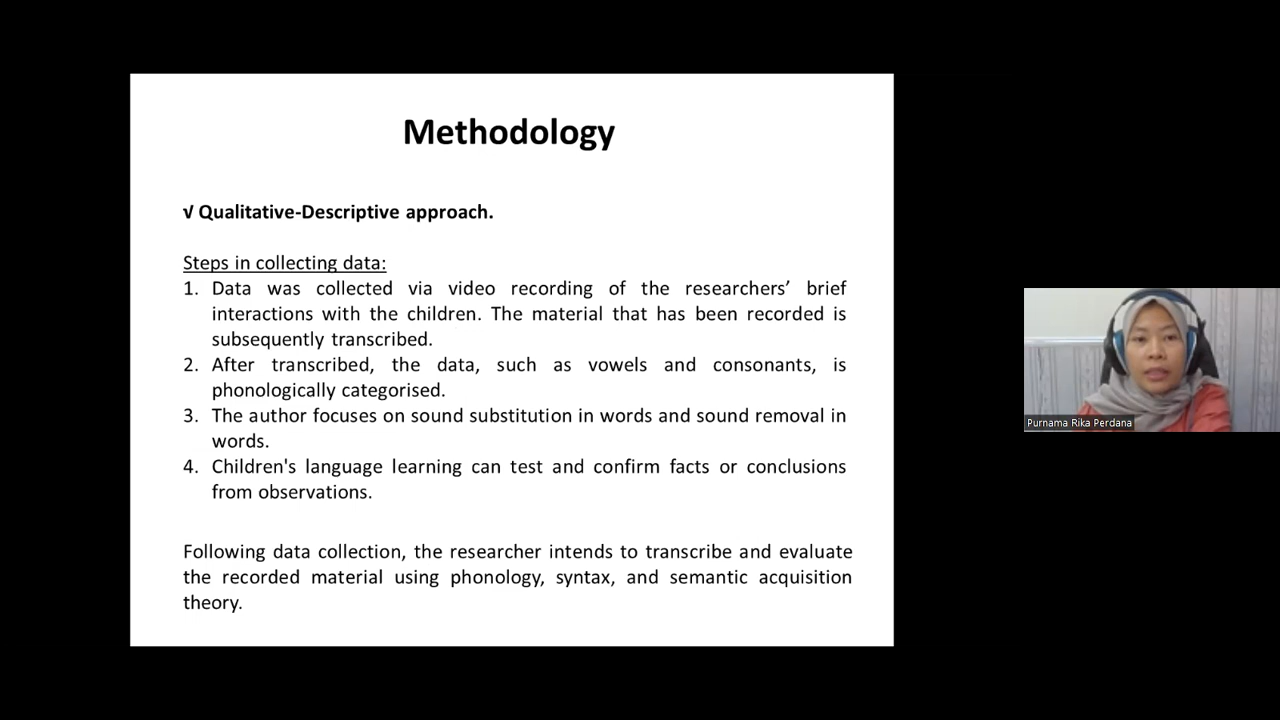 Methodology
√ Qualitative-Descriptive approach.
Steps in collecting data:
1. Data was collected via video recording of the researchers’ brief
interactions with the children. The material that has been recorded is
subsequently transcribed.
2. After transcribed, the data, such as vowels and consonants, is
phonologically categorised.
3. The author focuses on sound substitution in words and sound removal in
words.
4. Children's language learning can test and confirm facts or conclusions
from observations.
Following data collection, the researcher intends to transcribe and evaluate
the recorded material using phonology, syntax, and semantic acquisition
theory.
Purnama Rika Perdana